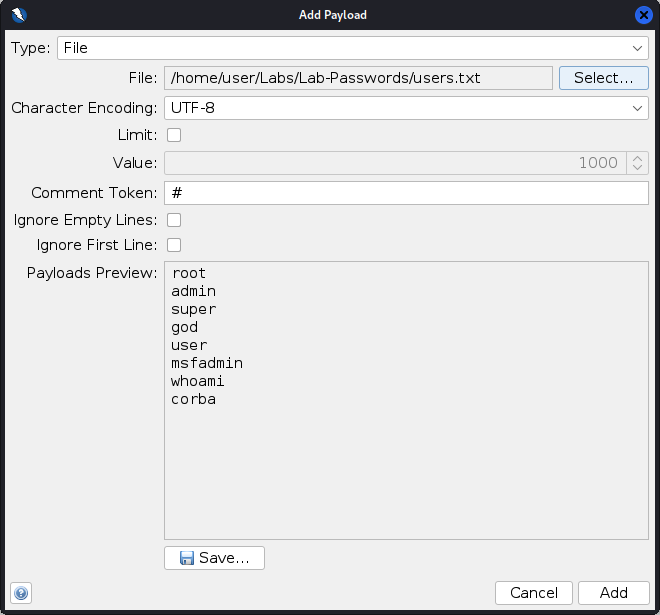 Add Payload
Type: File
File: /home/user/Labs/Lab-Passwords/users.txt Select...
Character Encoding: UTF-8
Limit:
Value: 1000
Comment Token: #
Ignore Empty Lines:
Ignore First Line:
Payloads Preview: root
admin
super
god
user
msfadmin
whoami
corba
Save...
Cancel Add